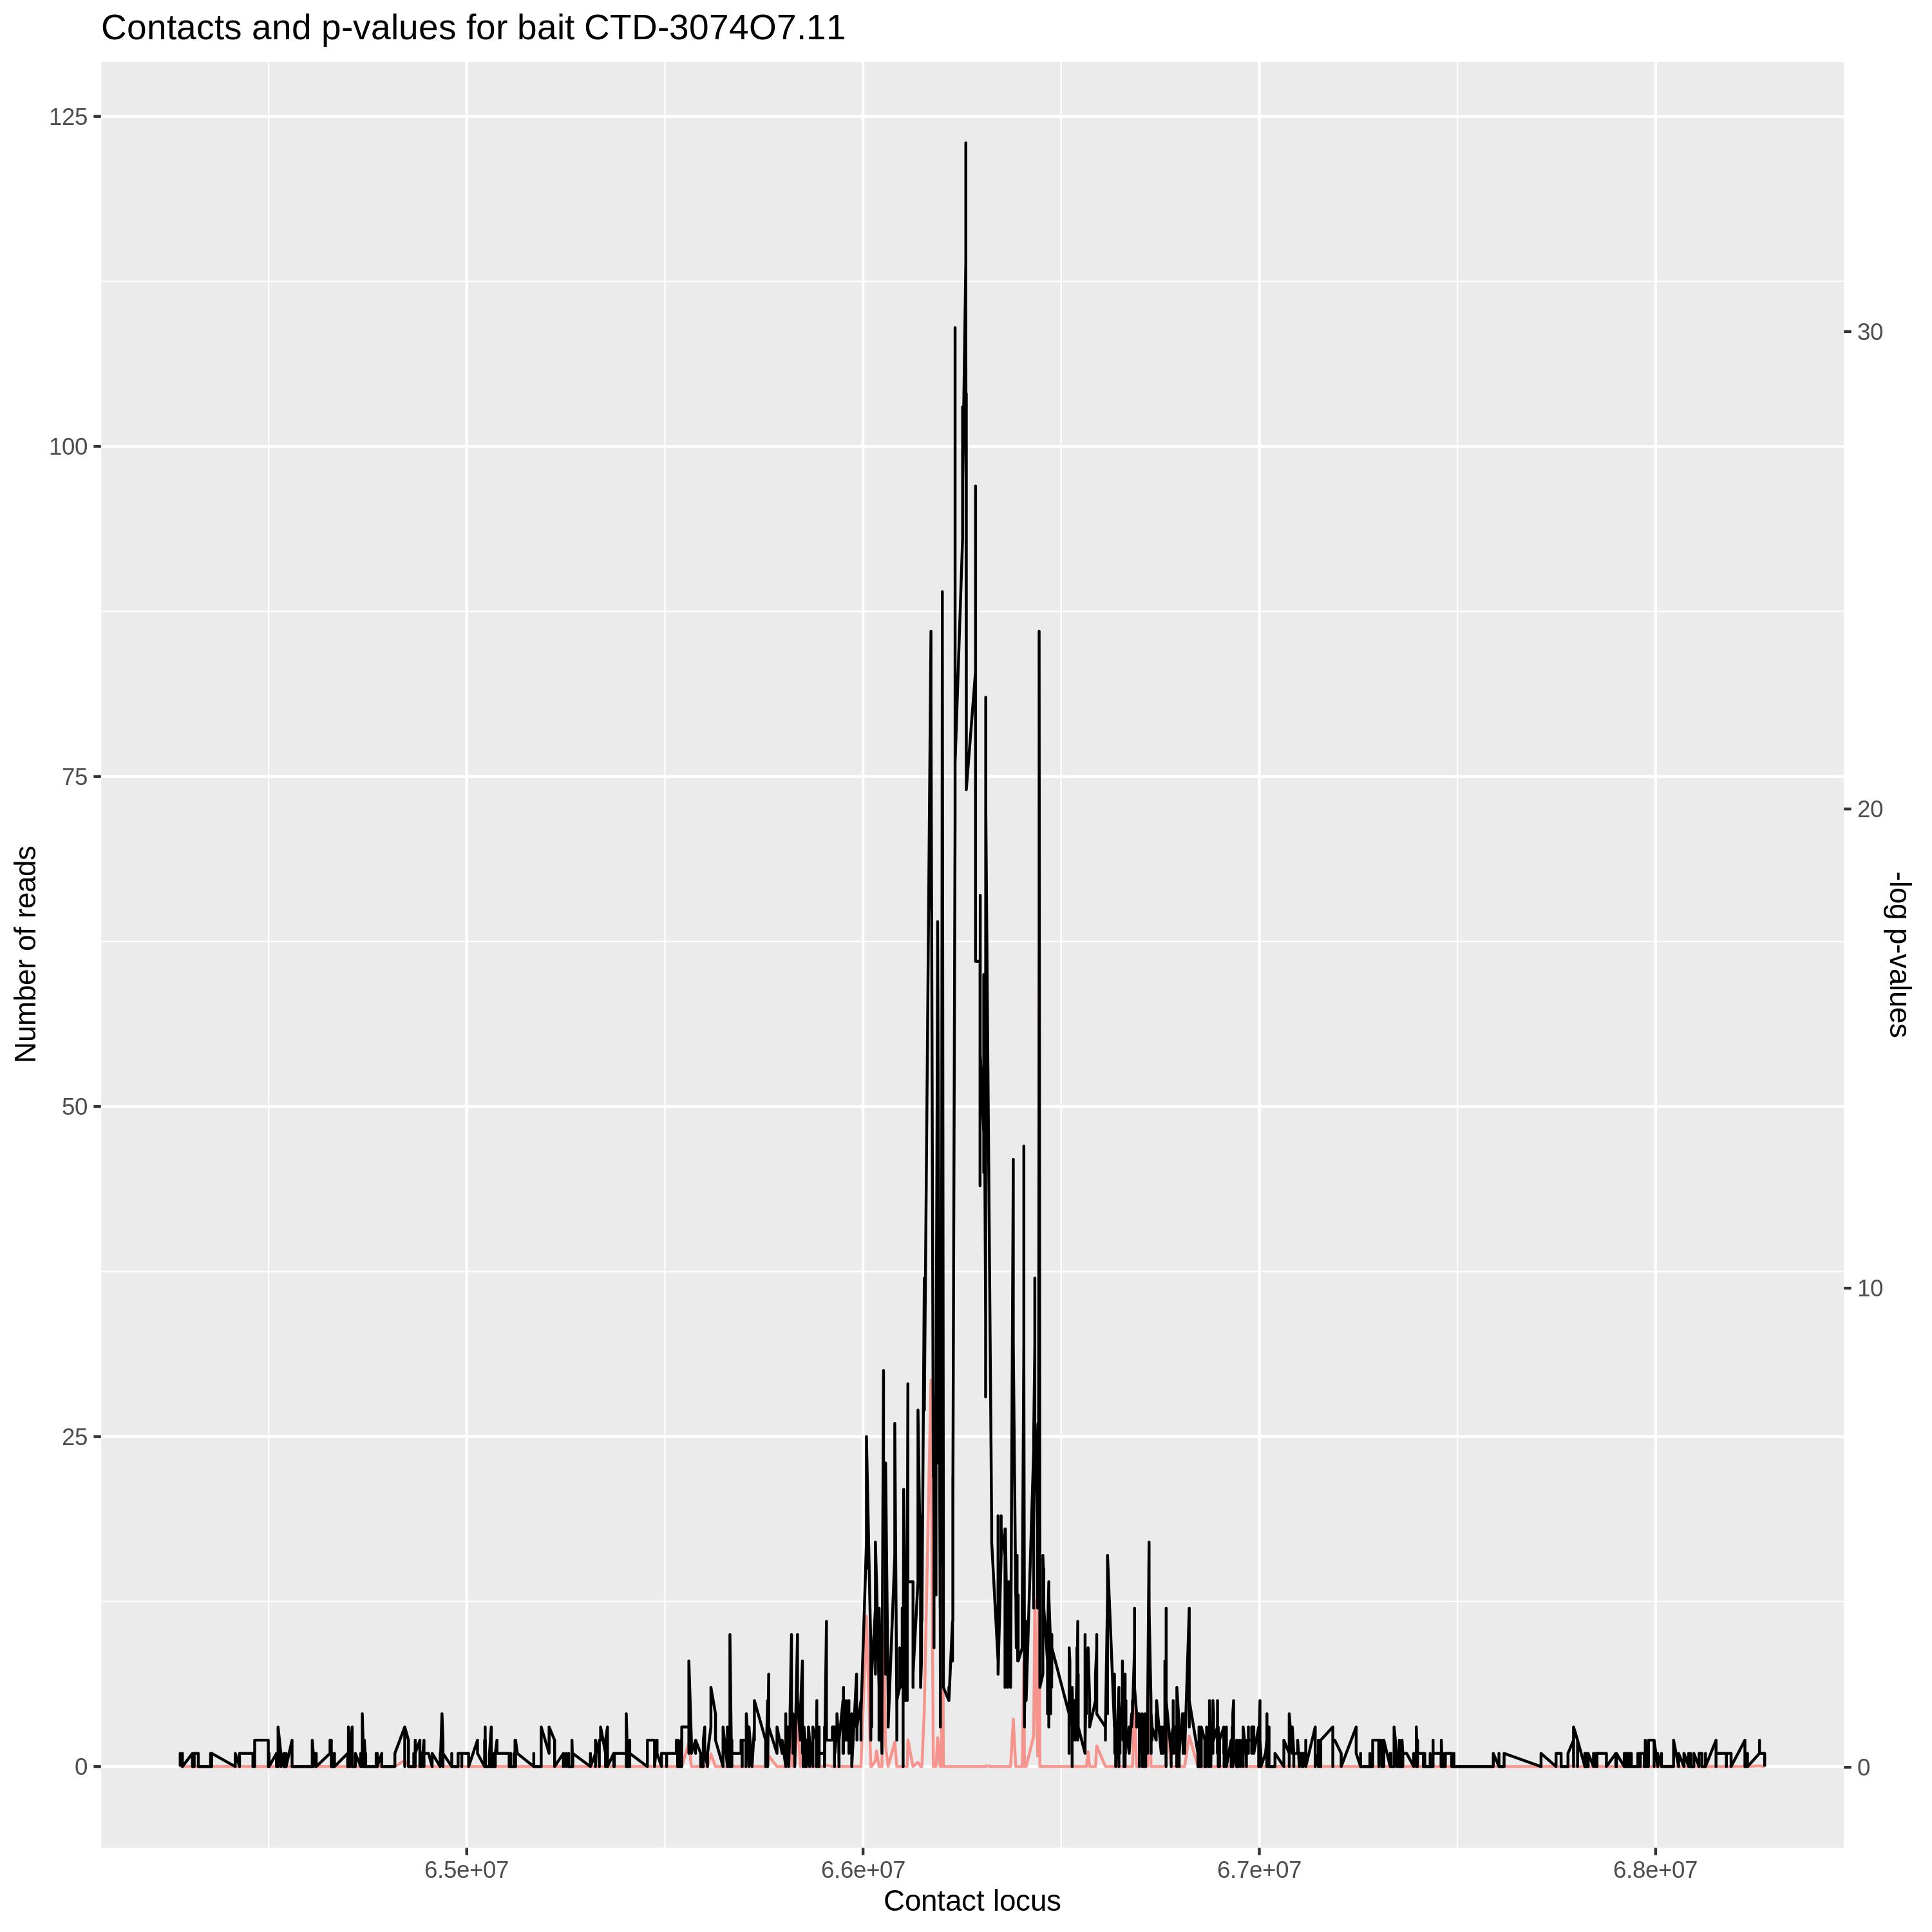 Contacts and p-values for bait CTD-3074O7.11
125
100
75
50
25
0
Number of reads
30
20
10
0
-log p-values
6.5e+07
6.6e+07
6.7e+07
6.8e+07
Contact locus